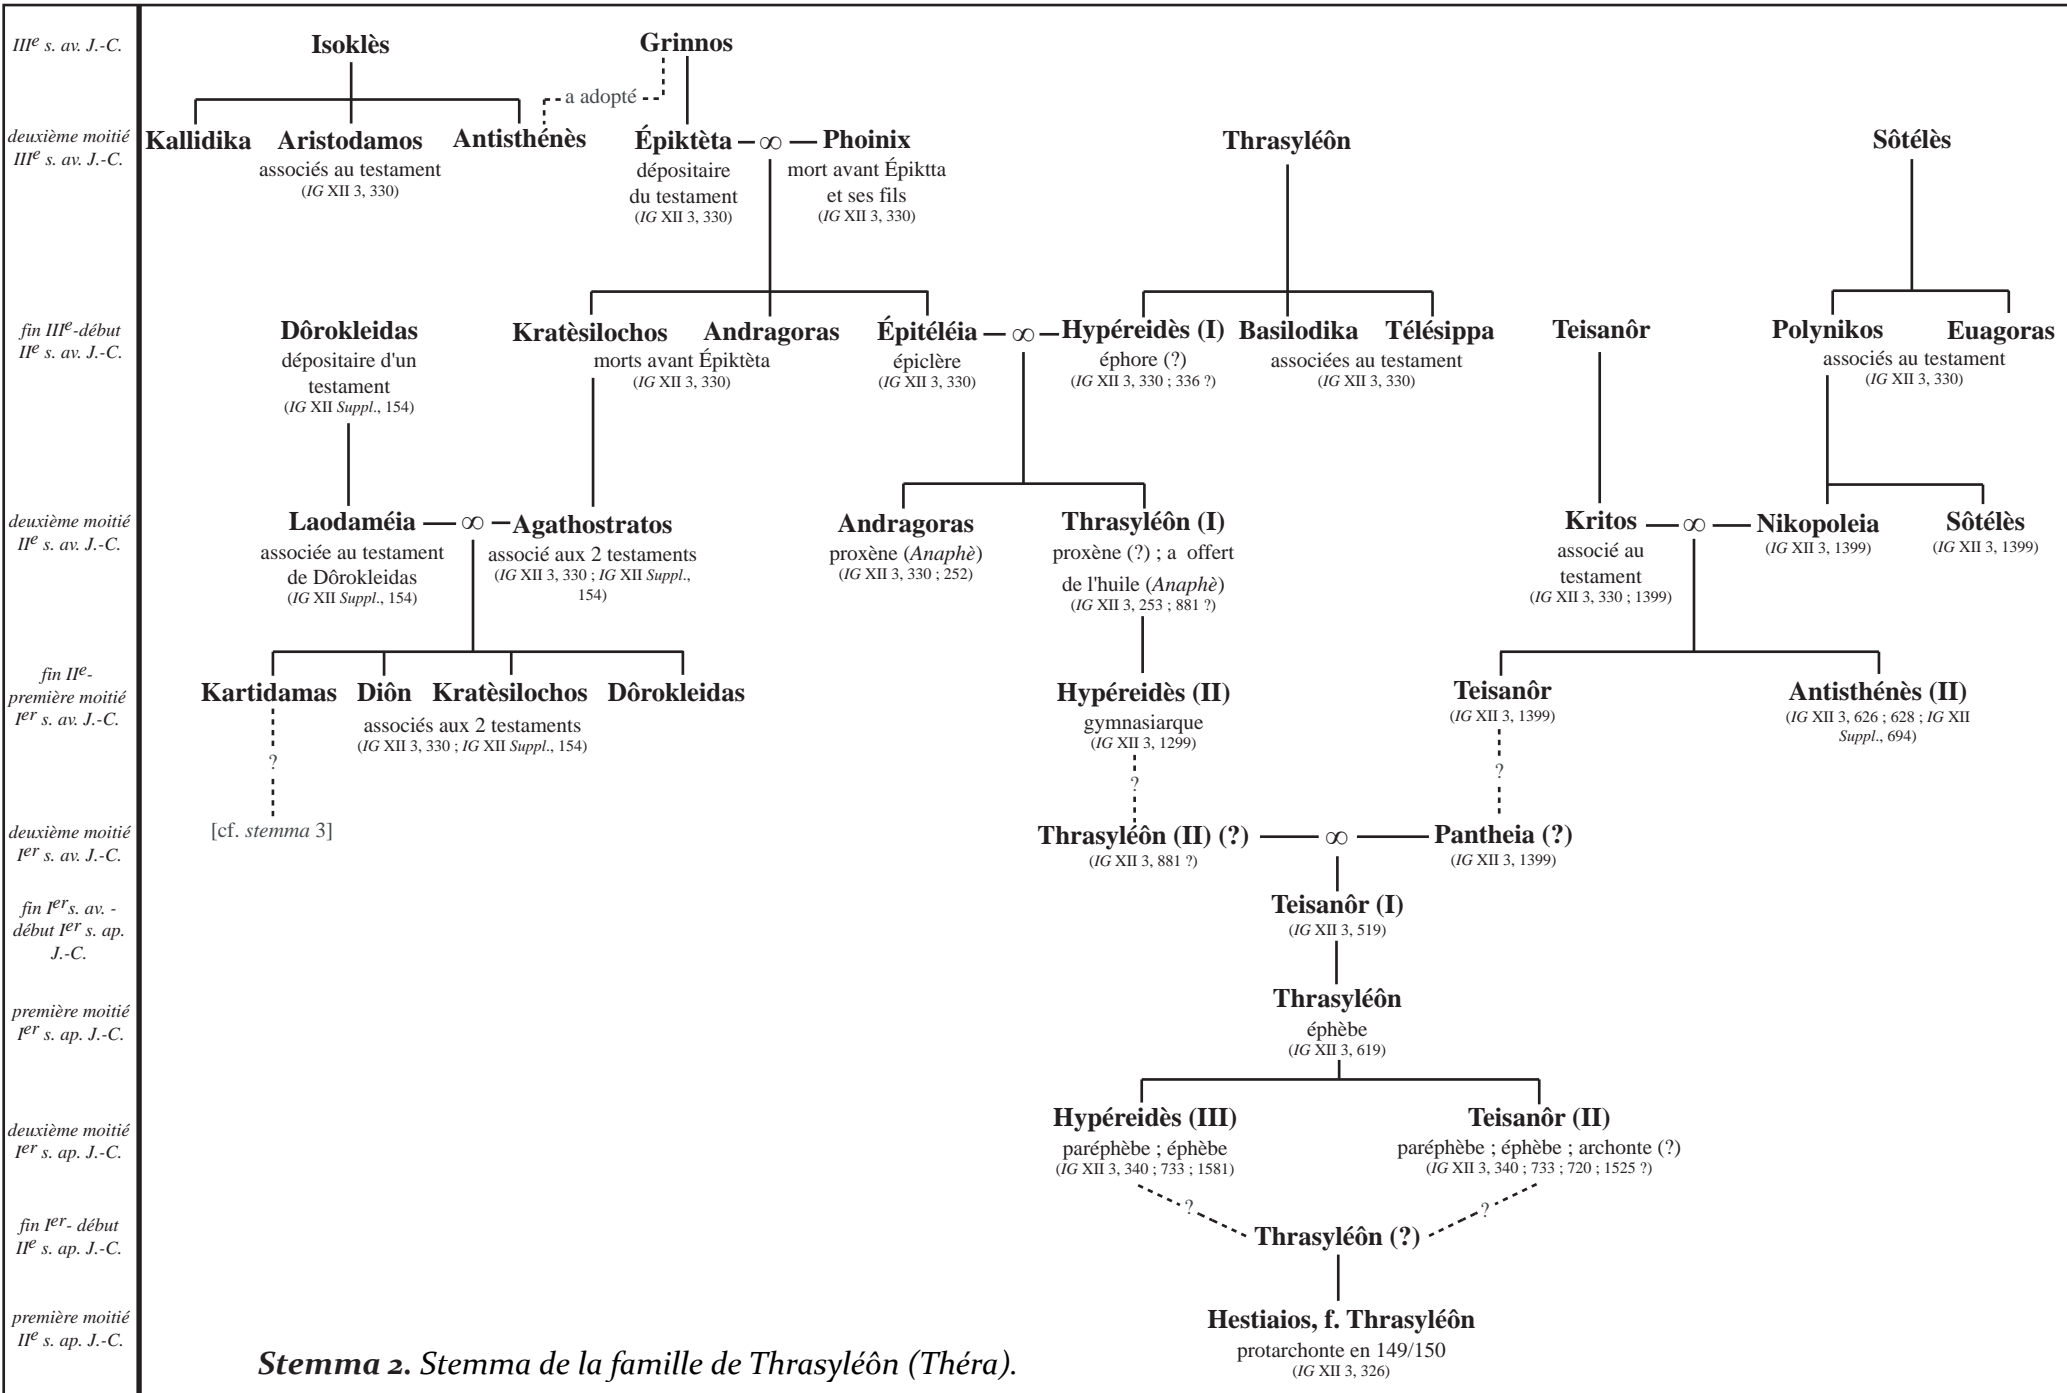 IIIe s. av. J.-C.
Isoklès
Grinnos
a adopté
deuxième moitié
IIIe s. av. J.-C.
Kallidika
Aristodamos
associés au testament
(IG XII 3, 330)
Antisthénès
Épiktèta
dépositaire
du testament
(IG XII 3, 330)
∞
Phoinix
mort avant Épiktta
et ses fils
(IG XII 3, 330)
Thrasyléôn
Sôtélès
fin IIIe-début
IIe s. av. J.-C.
Dôrokleidas
dépositaire d'un
testament
(IG XII Suppl., 154)
Kratèsilochos
Andragoras
morts avant Épiktèta
(IG XII 3, 330)
Épitéléia
épiclère
(IG XII 3, 330)
∞
Hypéreidès (I)
éphore (?)
(IG XII 3, 330 ; 336 ?)
Basilodika
Télésippa
associées au testament
(IG XII 3, 330)
Teisanôr
Polynikos
Euagoras
associés au testament
(IG XII 3, 330)
deuxième moitié
IIe s. av. J.-C.
Laodaméia
associée au testament
de Dôrokleidas
(IG XII Suppl., 154)
∞
Agathostratos
associé aux 2 testaments
(IG XII 3, 330 ; IG XII Suppl.,
154)
Andragoras
proxène (Anaphè)
(IG XII 3, 330 ; 252)
Thrasyléôn (I)
proxène (?) ; a offert
de l'huile (Anaphè)
(IG XII 3, 253 ; 881 ?)
Kritos
associé au
testament
(IG XII 3, 330 ; 1399)
∞
Nikopoleia
(IG XII 3, 1399)
Sôtélès
(IG XII 3, 1399)
fin IIe-
première moitié
Ier s. av. J.-C.
Kartidamas
Diôn
Kratèsilochos
Dôrokleidas
associés aux 2 testaments
(IG XII 3, 330 ; IG XII Suppl., 154)
?
Hypéreidès (II)
gymnasiarque
(IG XII 3, 1299)
?
Teisanôr
(IG XII 3, 1399)
?
Antisthénès (II)
(IG XII 3, 626 ; 628 ; IG XII
Suppl., 694)
deuxième moitié
Ier s. av. J.-C.
[cf. stemma 3]
Thrasyléôn (II) (?)
(IG XII 3, 881 ?)
∞
Pantheia (?)
(IG XII 3, 1399)
fin Ier s. av. -
début Ier s. ap.
J.-C.
Teisanôr (I)
(IG XII 3, 519)
première moitié
Ier s. ap. J.-C.
Thrasyléôn
éphèbe
(IG XII 3, 619)
deuxième moitié
Ier s. ap. J.-C.
Hypéreidès (III)
paréphèbe ; éphèbe
(IG XII 3, 340 ; 733 ; 1581)
Teisanôr (II)
paréphèbe ; éphèbe ; archonte (?)
(IG XII 3, 340 ; 733 ; 720 ; 1525 ?)
?
?
fin Ier- début
IIe s. ap. J.-C.
Thrasyléôn (?)
première moitié
IIe s. ap. J.-C.
Hestiaios, f. Thrasyléôn
protarchonte en 149/150
(IG XII 3, 326)
Stemma 2. Stemma de la famille de Thrasyléôn (Théra).